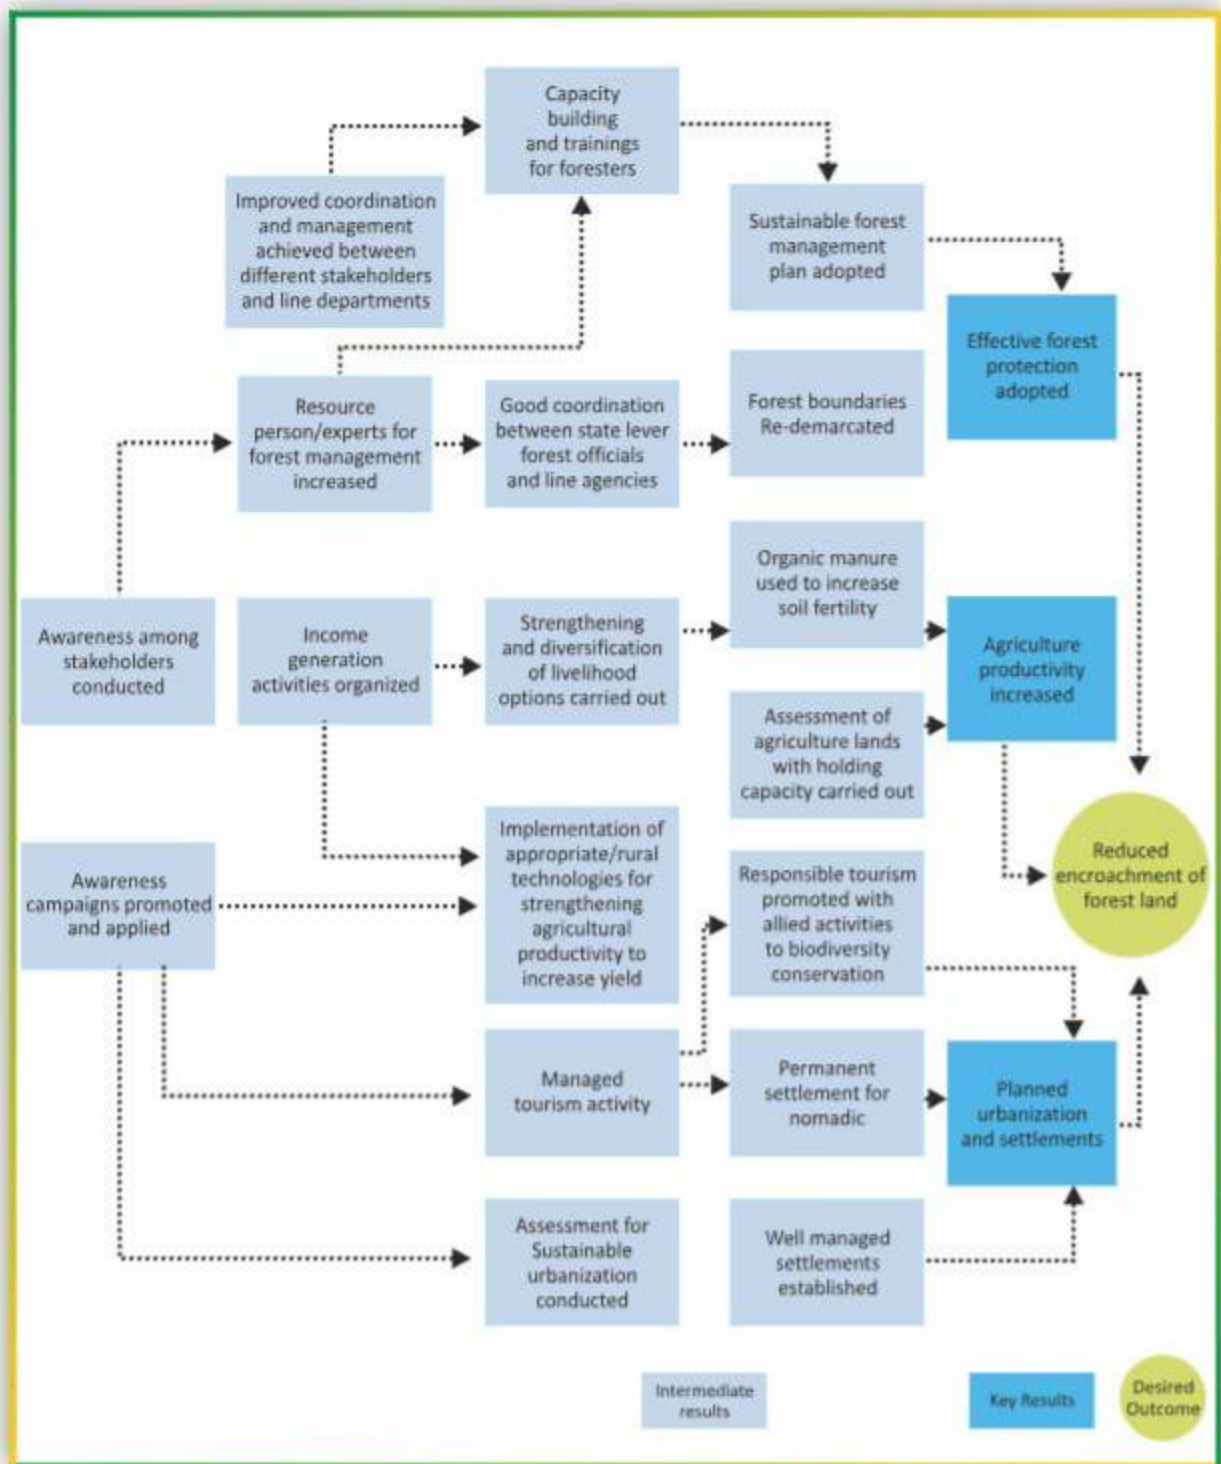 Capacity
building
and trainings
for foresters
Improved coordination
and management
achieved between
different stakeholders
and line departments
Sustainable forest
management
plan adopted
Effective forest
protection
adopted
Resource
person/experts for
forest management
increased
Good coordination
between state lever
forest officials
and line agencies
Forest boundaries
Re-demarcated
Awareness among
stakeholders
conducted
Income
generation
activities organized
Strengthening
and diversification
of livelihood
options carried out
Organic manure
used to increase
soil fertility
Agriculture
productivity
increased
Assessment of
agriculture lands
with holding
capacity carried out
Reduced
encroachment of
forest land
Awareness
campaigns promoted
and applied
Implementation of
appropriate/rural
technologies for
strengthening
agricultural
productivity to
increase yield
Responsible tourism
promoted with
allied activities
to biodiversity
conservation
Managed
tourism activity
Permanent
settlement for
nomadic
Planned
urbanization
and settlements
Assessment for
Sustainable
urbanization
conducted
Well managed
settlements
established
Intermediate
results
Key Results
Desired
Outcome